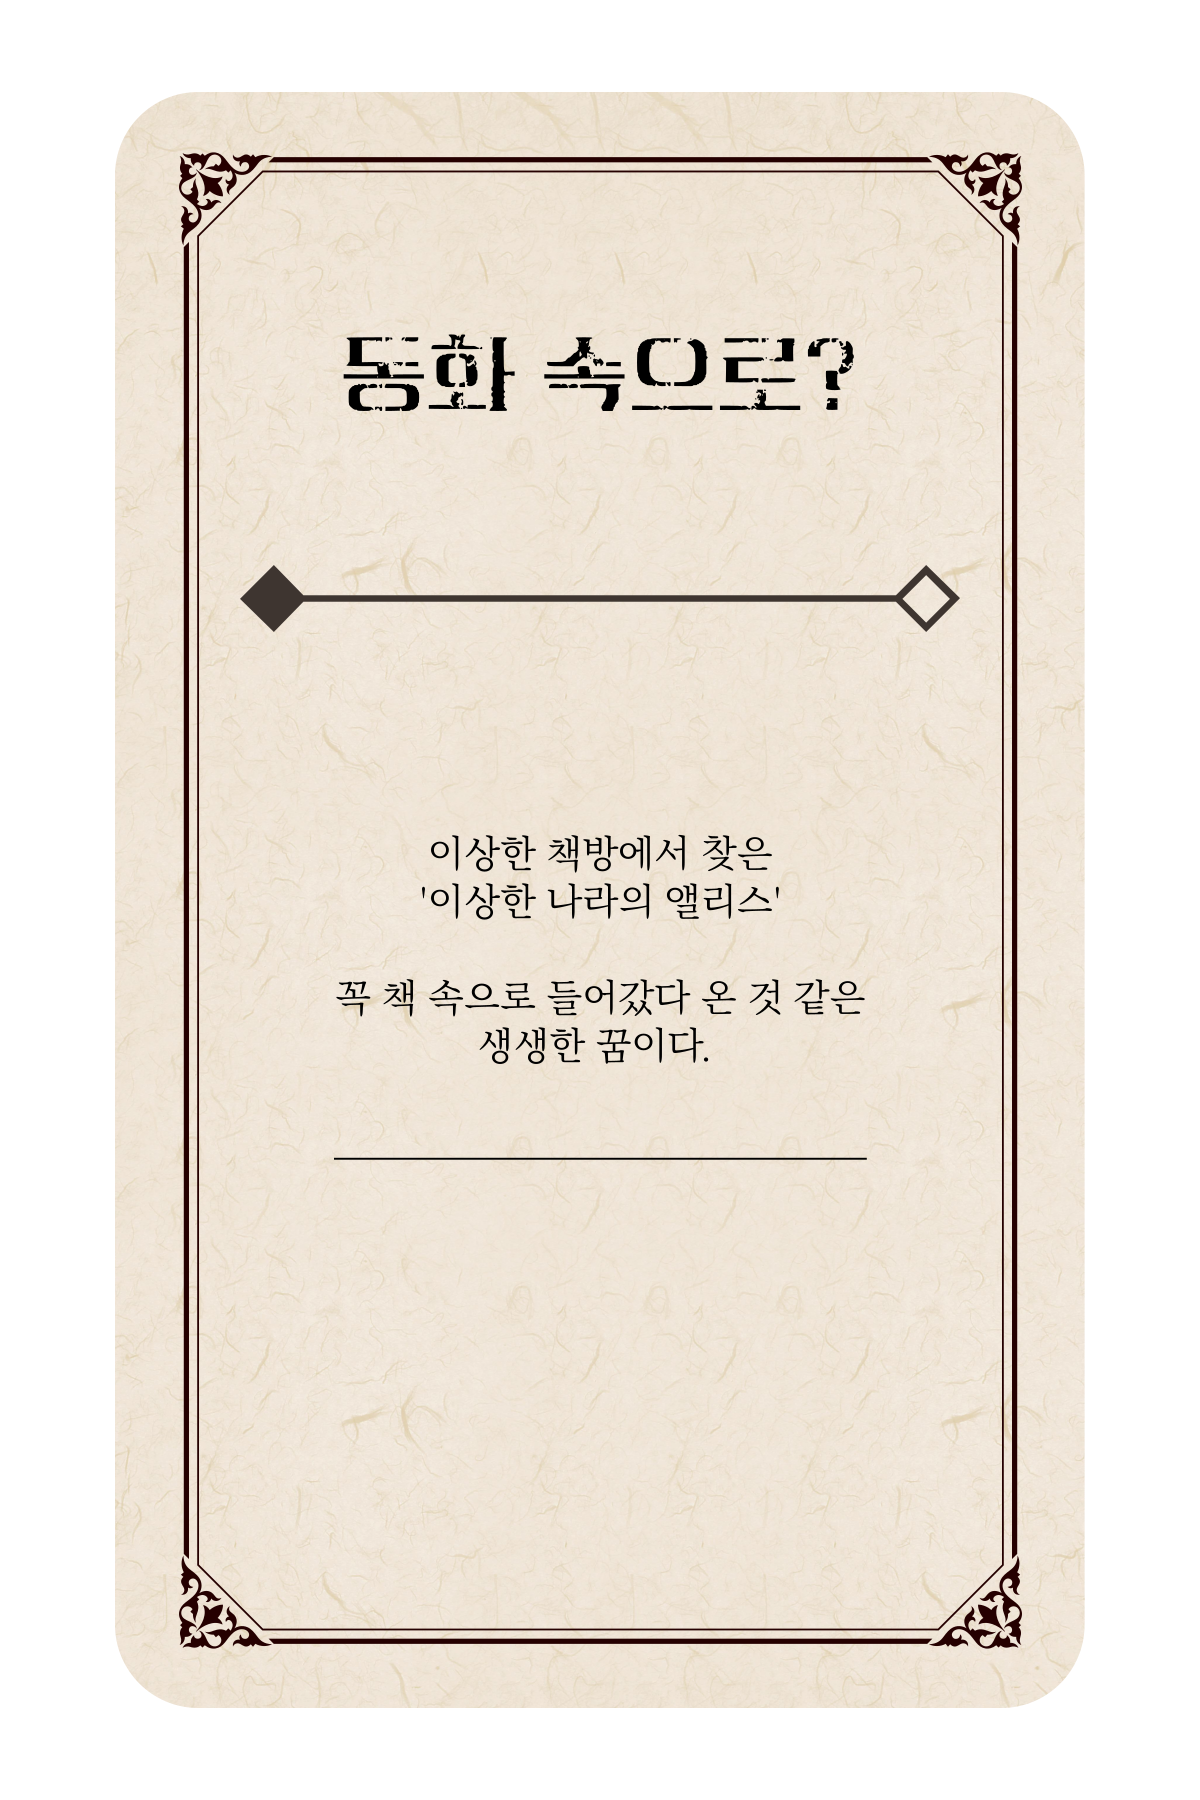 동화 속으로?
이상한 책방에서 찾은
'이상한 나라의 앨리스'
꼭 책 속으로 들어갔다 온 것 같은
생생한 꿈이다.